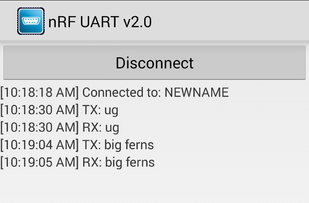 nRF UART v2.0
Disconnect
[10:18:18 AM] Connected to: NEWNAME
[10:18:30 AM] TX: ug
[10:18:30 AM] RX: ug
[10:19:04 AM] TX: big ferns
[10:19:05 AM] RX: big ferns